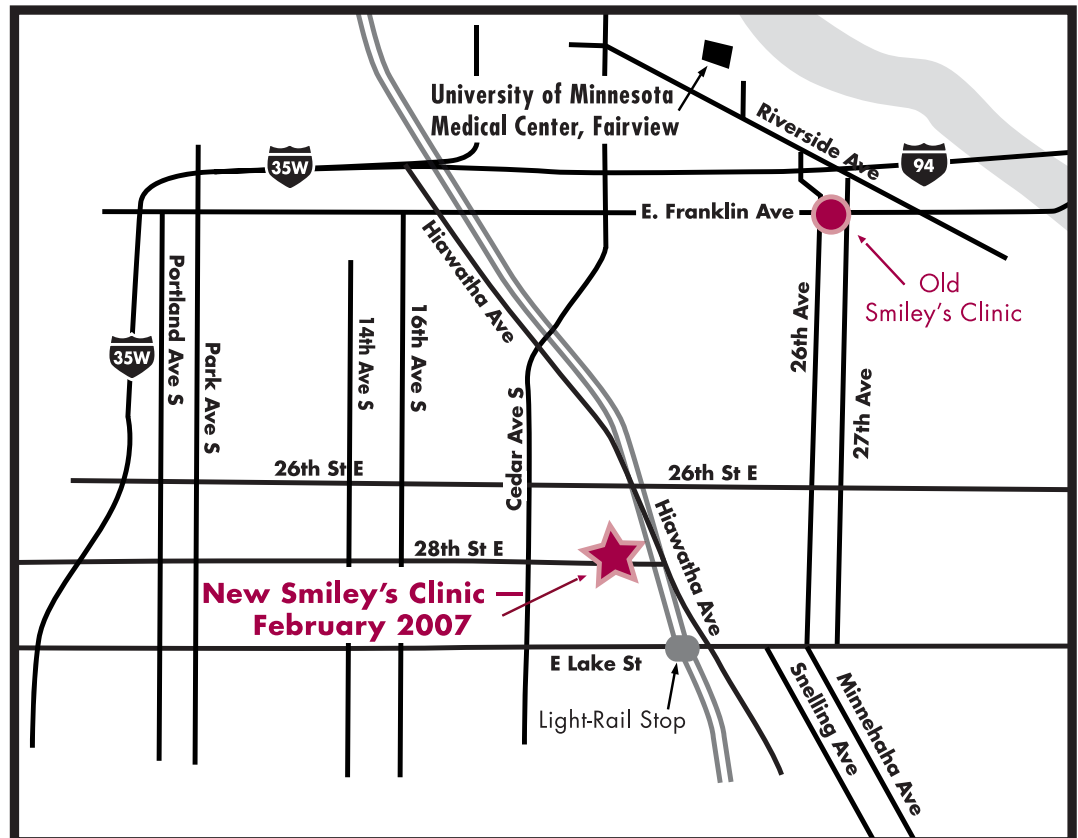 University of Minnesota
Medical Center, Fairview
Riverside Ave
35W
94
E. Franklin Ave
Hiawatha Ave
Old
Smiley's Clinic
Portland Ave S
Park Ave S
14th Ave S
16th Ave S
26th Ave
27th Ave
35W
Cedar Ave S
26th St E
26th St E
28th St E
Hiawatha Ave
New Smiley's Clinic —
February 2007
E Lake St
Light-Rail Stop
Snelling Ave
Minnehaha Ave